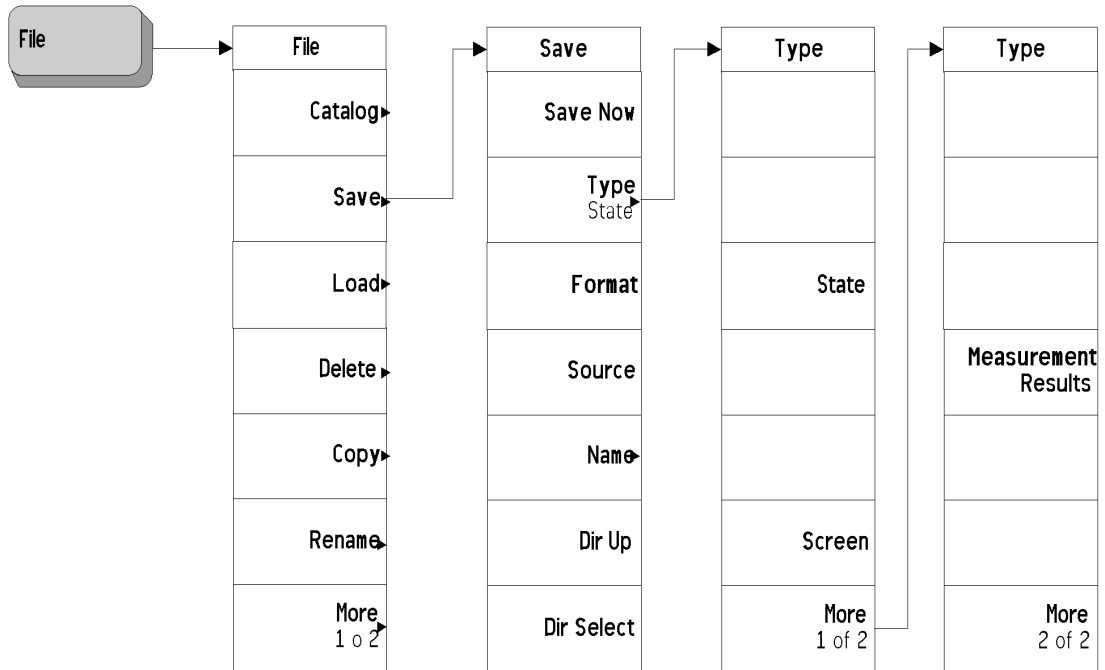 File
File
Catalog
Save
Load
Delete
Copy
Rename
More
1 o 2
Save
Save Now
Type
State
Format
Source
Name
Dir Up
Dir Select
Type
State
Screen
More
1 of 2
Type
Measurement
Results
More
2 of 2